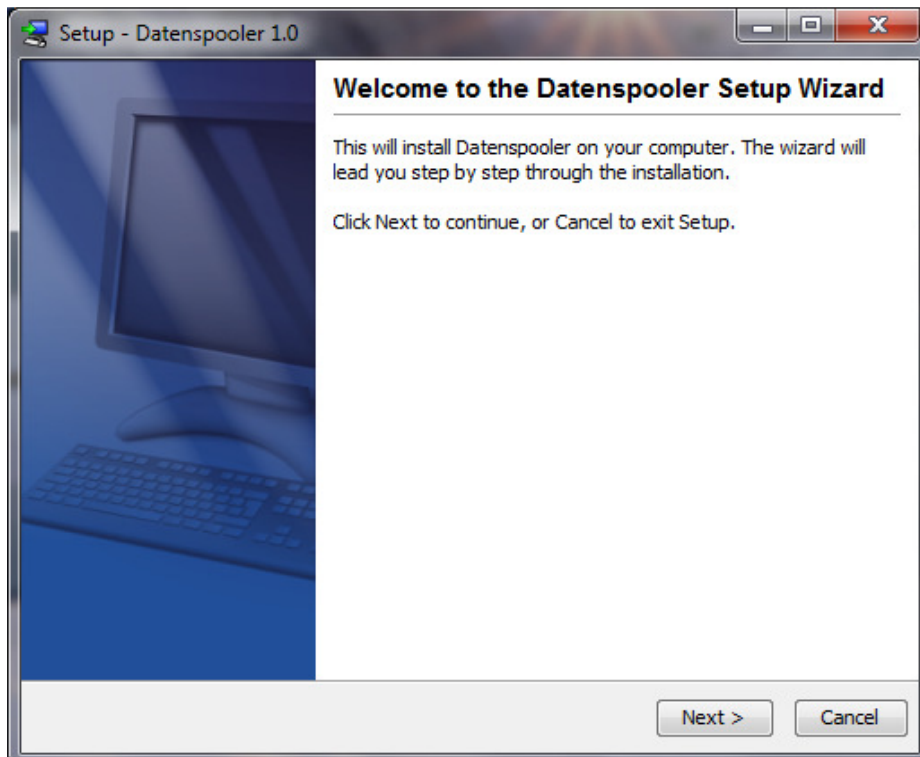 Setup - Datenspooler 1.0
Welcome to the Datenspooler Setup Wizard
This will install Datenspooler on your computer. The wizard will
lead you step by step through the installation.
Click Next to continue, or Cancel to exit Setup.
Next >
Cancel